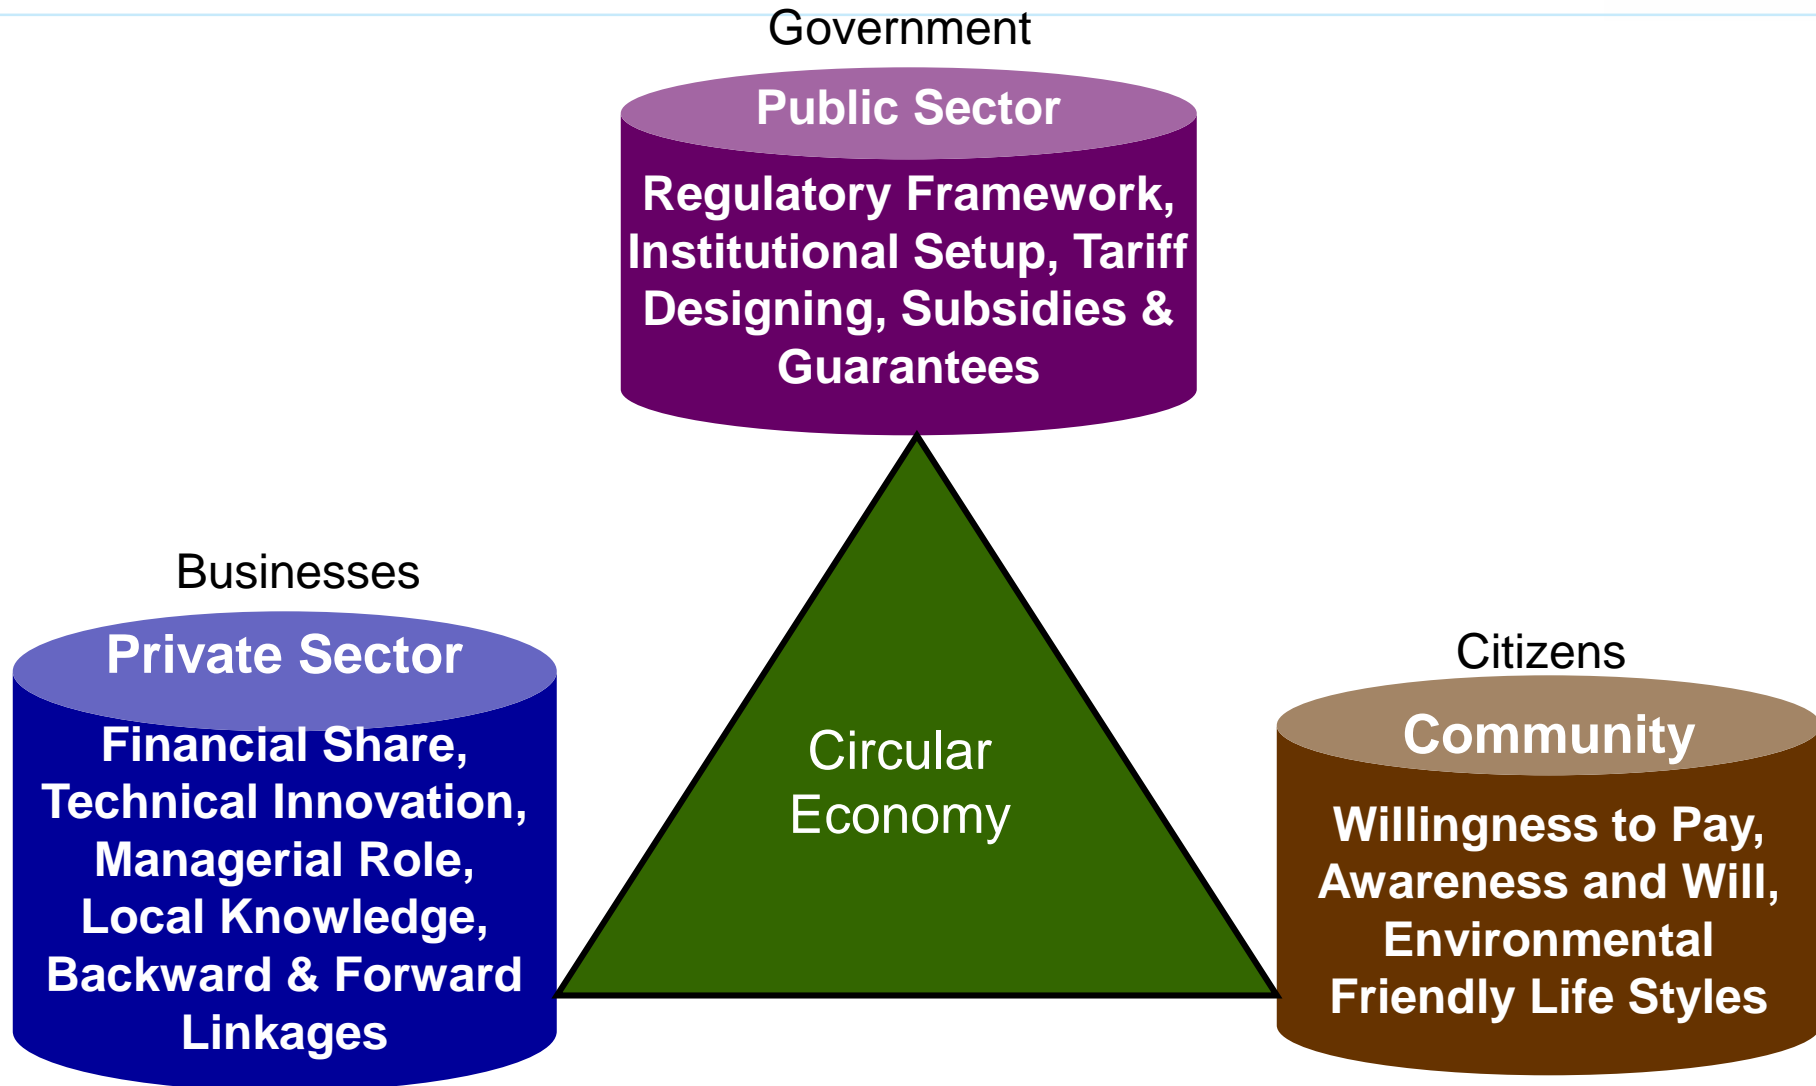 Government
Public Sector
Regulatory Framework,
Institutional Setup, Tariff
Designing, Subsidies &
Guarantees
Businesses
Private Sector
Financial Share,
Technical Innovation,
Managerial Role,
Local Knowledge,
Backward & Forward
Linkages
Circular
Economy
Citizens
Community
Willingness to Pay,
Awareness and Will,
Environmental
Friendly Life Styles